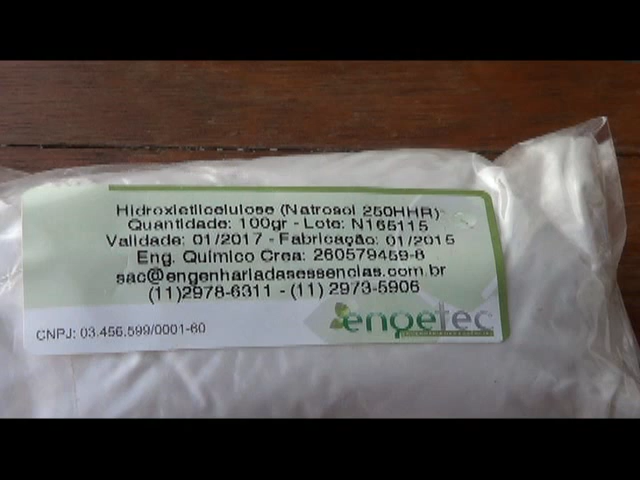 Hidroxietilcelulose (Natrosol 250HHR)
Quantidade: 100gr - Lote: N165115
Validade: 01/2017 - Fabricação: 01/2015
Eng. Químico Crea: 260579459-8
sac@engenhariadasessencias.com.br
(11)2978-6311 - (11) 2973-5906
engetec
CNPJ: 03.456.599/0001-60